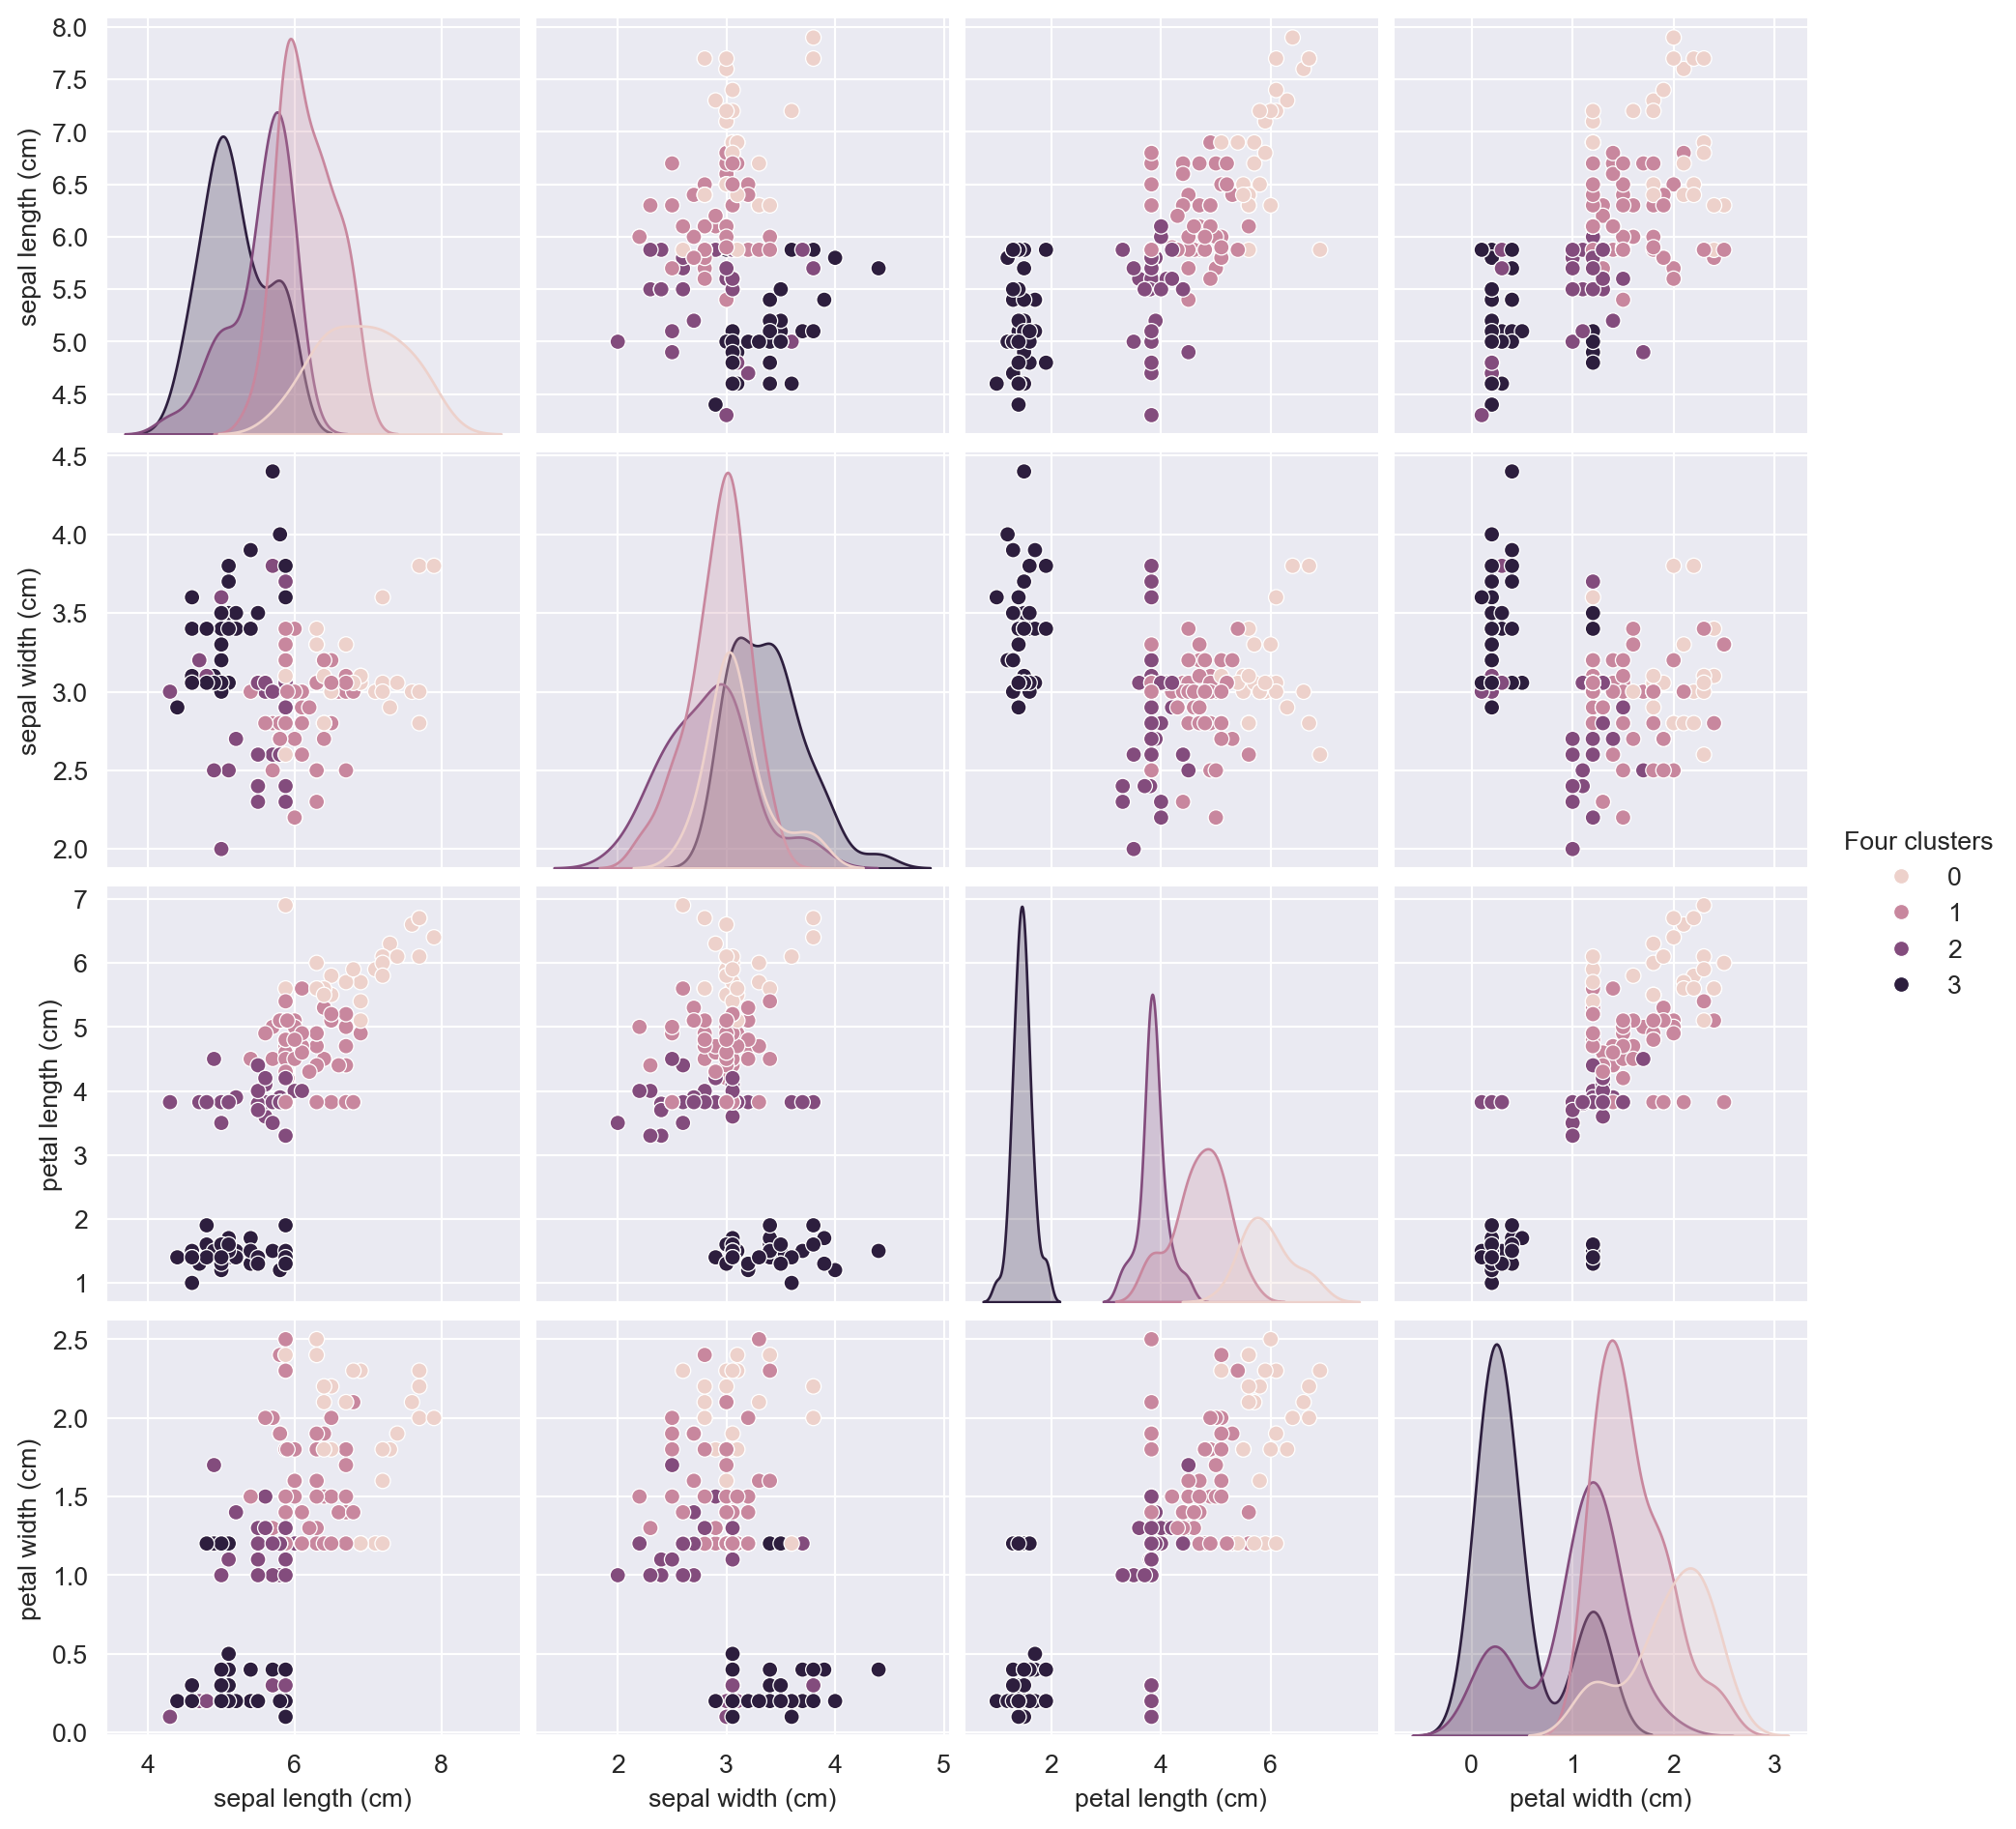 8.0
7.5
7.0
6.5
6.0
5.5
5.0
4.5
sepal length (cm)
4.5
4.0
3.5
3.0
2.5
2.0
sepal width (cm)
Four clusters
0
1
2
3
7
6
5
4
3
2
1
petal length (cm)
2.5
2.0
1.5
1.0
0.5
0.0
petal width (cm)
4 6 8
2 3 4 5
2 4 6
0 1 2 3
sepal length (cm)
sepal width (cm)
petal length (cm)
petal width (cm)